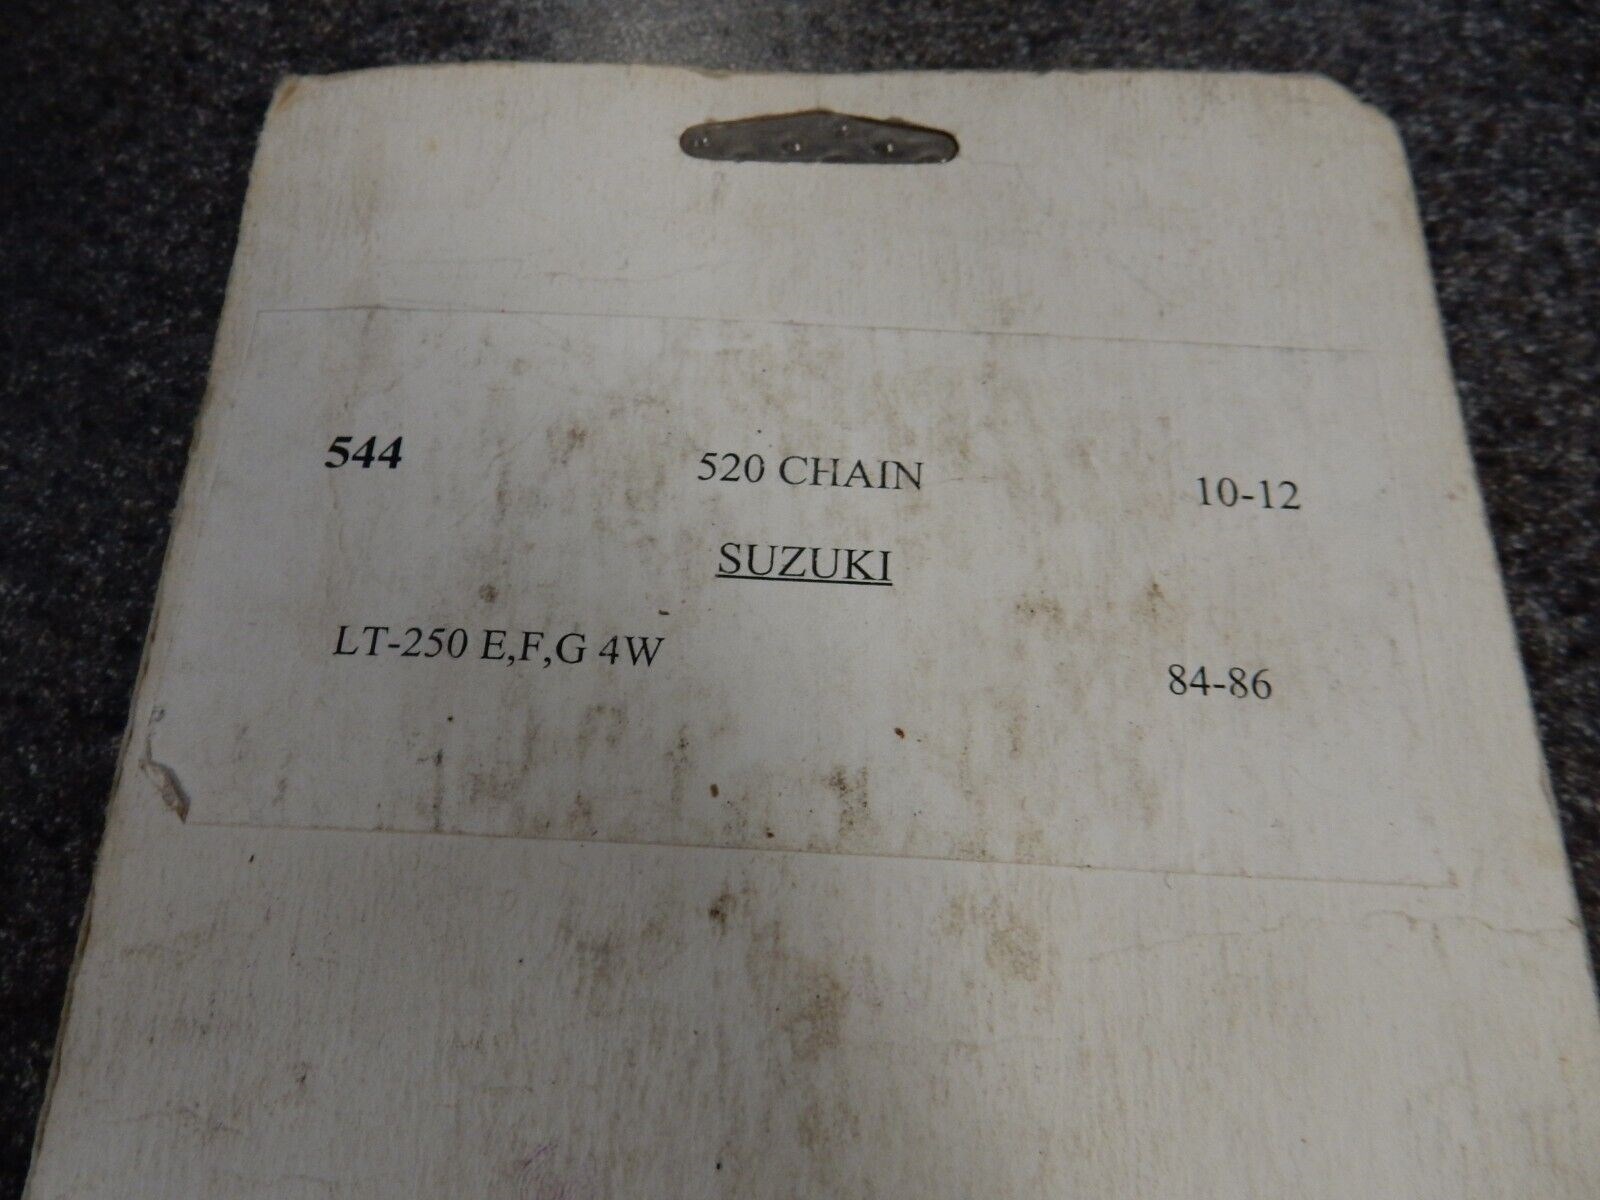 544 520 CHAIN 10-12
SUZUKI
LT-250 E,F,G 4W 84-86